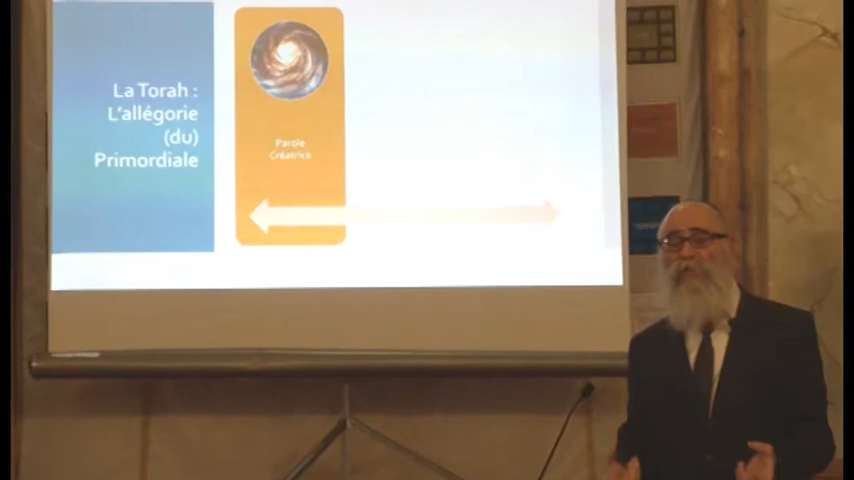 La Torah :
L'allégorie
(du)
Primordiale
Parole
Créatrice